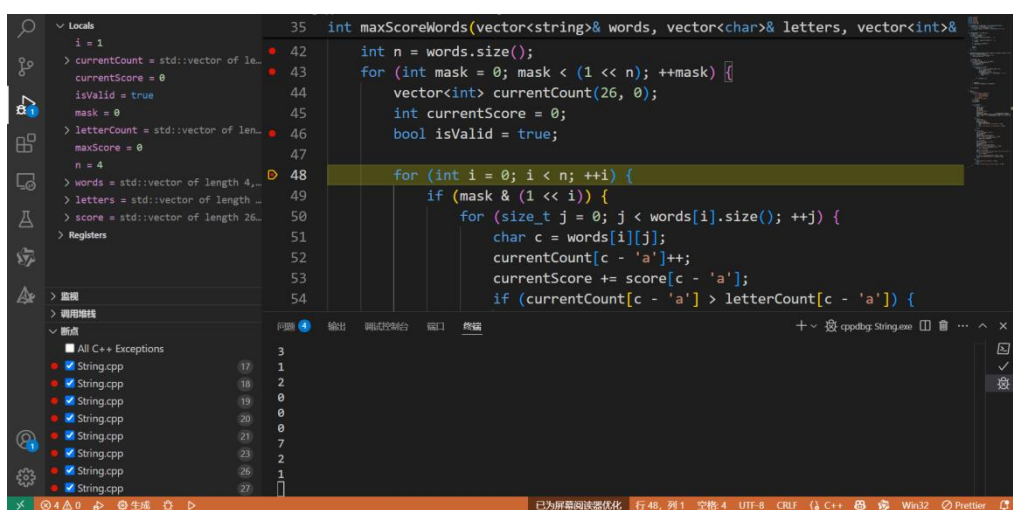 Locals
i = 1
> currentCount = std::vector of le…
currentScore = 0
isValid = true
mask = 0
> letterCount = std::vector of len…
maxScore = 0
n = 4
> words = std::vector of length 4,…
> letters = std::vector of length …
> score = std::vector of length 26…
> Registers
> 监视
> 调用堆栈
断点
All C++ Exceptions
String.cpp 17
String.cpp 18
String.cpp 19
String.cpp 20
String.cpp 21
String.cpp 23
String.cpp 26
String.cpp 27
35 int maxScoreWords(vector<string>& words, vector<char>& letters, vector<int>&
42 int n = words.size();
43 for (int mask = 0; mask < (1 << n); ++mask) {
44 vector<int> currentCount(26, 0);
45 int currentScore = 0;
46 bool isValid = true;
47
48 for (int i = 0; i < n; ++i) {
49 if (mask & (1 << i)) {
50 for (size_t j = 0; j < words[i].size(); ++j) {
51 char c = words[i][j];
52 currentCount[c - 'a']++;
53 currentScore += score[c - 'a'];
54 if (currentCount[c - 'a'] > letterCount[c - 'a']) {
问题 4 输出 调试控制台 端口 终端 cppdbg: String.exe
3
1
2
0
0
0
7
2
1
4 0 生成 已为屏幕阅读器优化 行 48, 列 1 空格: 4 UTF-8 CRLF {} C++ Win32 Prettier